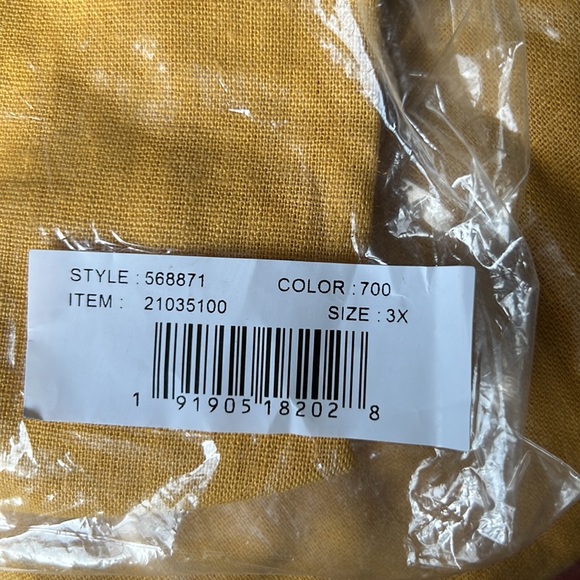 STYLE : 568871 COLOR : 700
ITEM : 21035100 SIZE : 3X
1 91905 18202 8